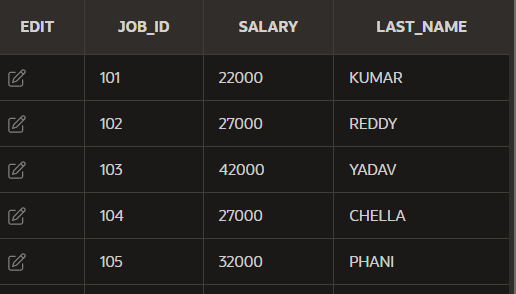 EDIT JOB_ID SALARY LAST_NAME
101 22000 KUMAR
102 27000 REDDY
103 42000 YADAV
104 27000 CHELLA
105 32000 PHANI